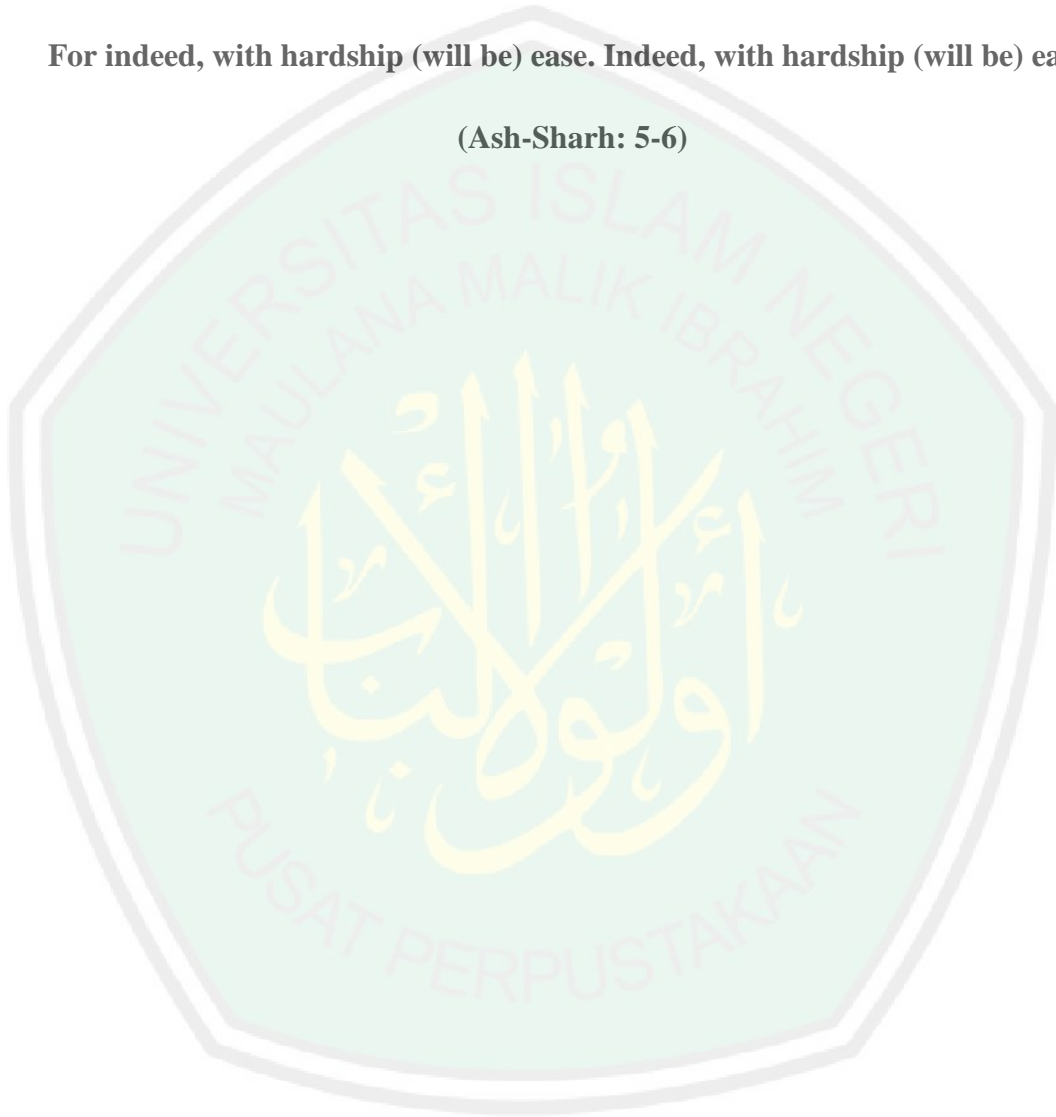 For indeed, with hardship (will be) ease. Indeed, with hardship (will be) ea
(Ash-Sharh: 5-6)
UNIVERSITAS ISLAM NEGERI
MAULANA MALIK IBRAHIM
أولو الألباب
PUSAT PERPUSTAKAAN